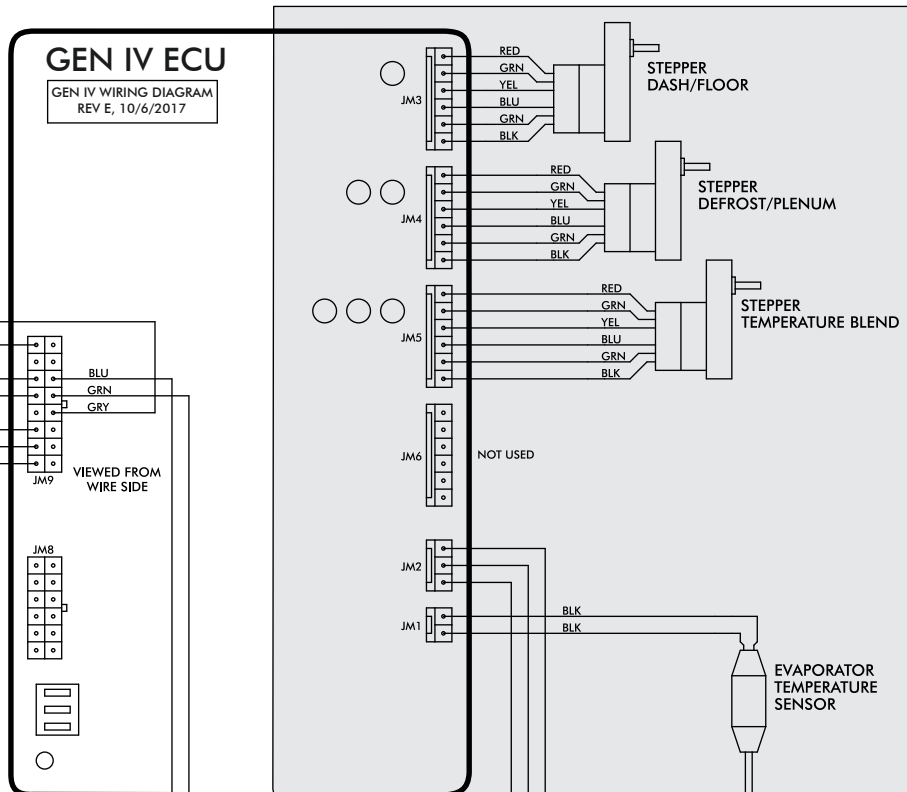 GEN IV ECU
GEN IV WIRING DIAGRAM
REV E, 10/6/2017
JM3
RED
GRN
YEL
BLU
GRN
BLK
STEPPER
DASH/FLOOR
JM4
RED
GRN
YEL
BLU
GRN
BLK
STEPPER
DEFROST/PLENUM
JM5
RED
GRN
YEL
BLU
GRN
BLK
STEPPER
TEMPERATURE BLEND
BLU
GRN
GRY
JM9
VIEWED FROM
WIRE SIDE
JM6
NOT USED
JM8
JM2
JM1
BLK
BLK
EVAPORATOR
TEMPERATURE
SENSOR